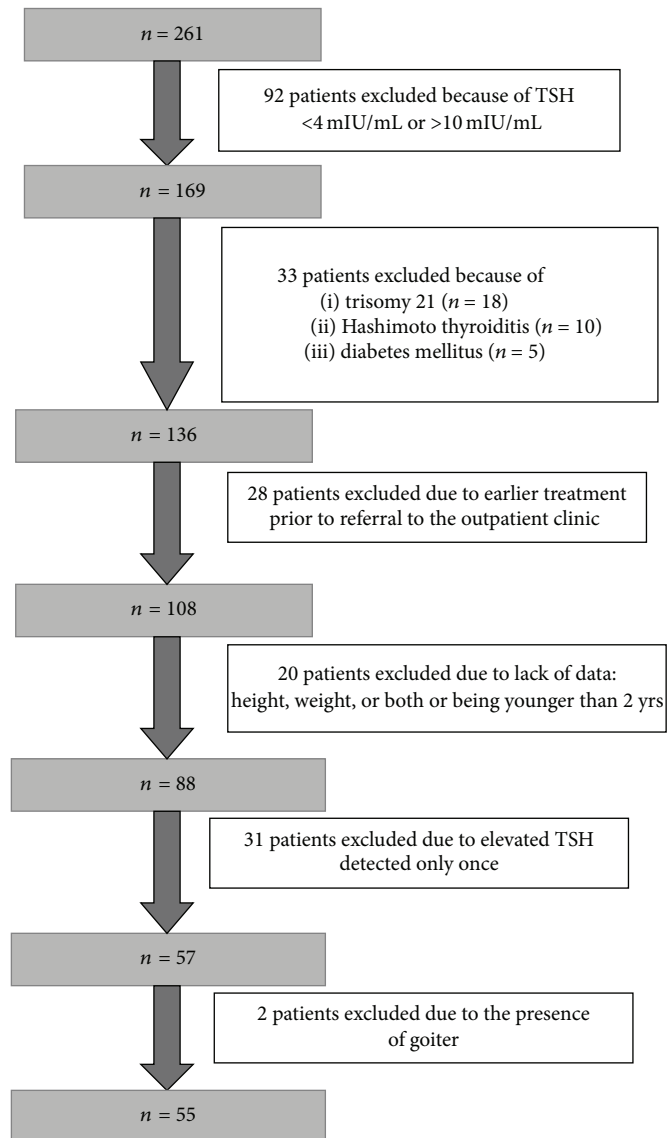 n = 261
92 patients excluded because of TSH
<4 mIU/mL or >10 mIU/mL
n = 169
33 patients excluded because of
(i) trisomy 21 (n = 18)
(ii) Hashimoto thyroiditis (n = 10)
(iii) diabetes mellitus (n = 5)
n = 136
28 patients excluded due to earlier treatment
prior to referral to the outpatient clinic
n = 108
20 patients excluded due to lack of data:
height, weight, or both or being younger than 2 yrs
n = 88
31 patients excluded due to elevated TSH
detected only once
n = 57
2 patients excluded due to the presence
of goiter
n = 55